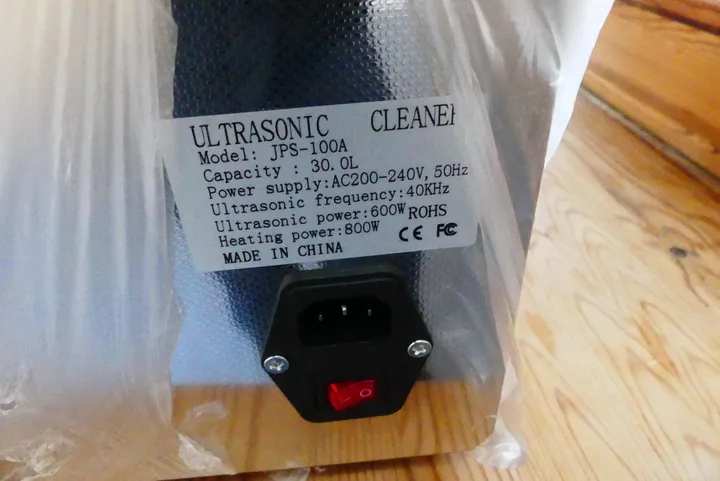 ULTRASONIC CLEANER
Model: JPS-100A
Capacity : 30.0L
Power supply:AC200-240V,50Hz
Ultrasonic frequency:40KHz
Ultrasonic power:600W ROHS
Heating power:800W CE FC
MADE IN CHINA